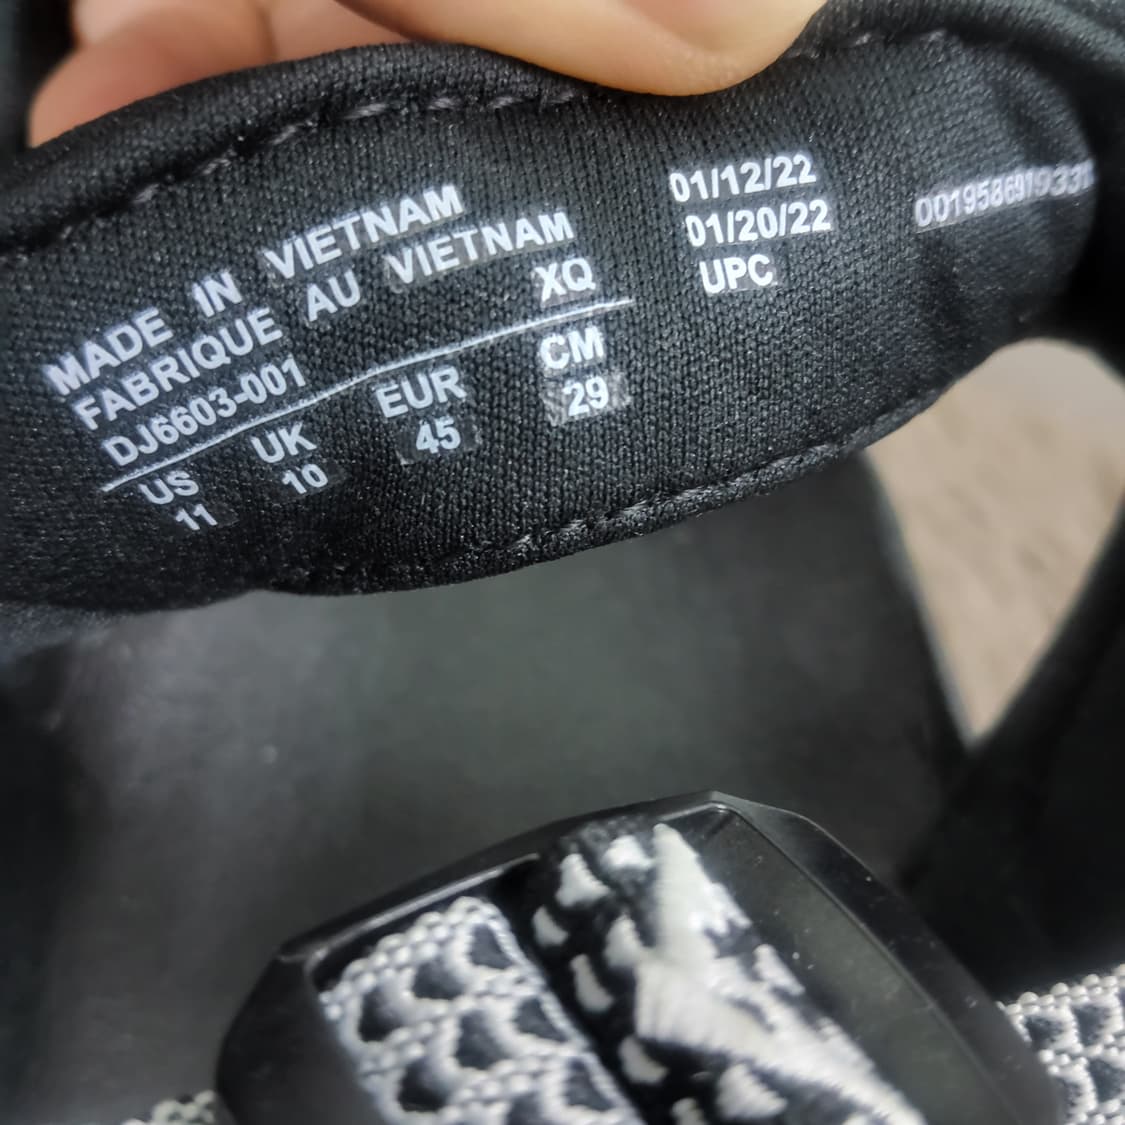 MADE IN VIETNAM
FABRIQUE AU VIETNAM
DJ6603-001 XQ
US UK EUR CM
11 10 45 29
01/12/22
01/20/22
UPC